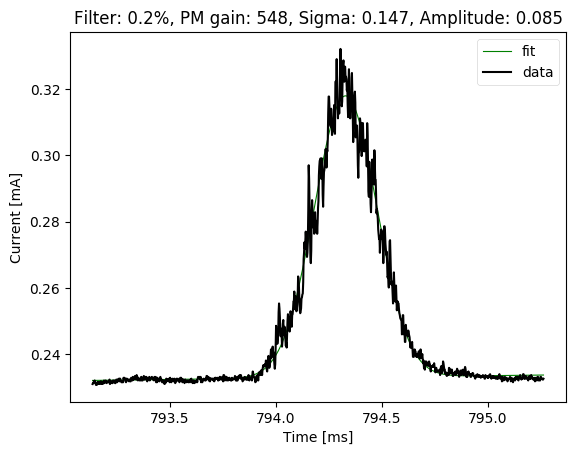 Filter: 0.2%, PM gain: 548, Sigma: 0.147, Amplitude: 0.085
fit
data
0.32
0.30
0.28
0.26
0.24
Current [mA]
793.5 794.0 794.5 795.0
Time [ms]